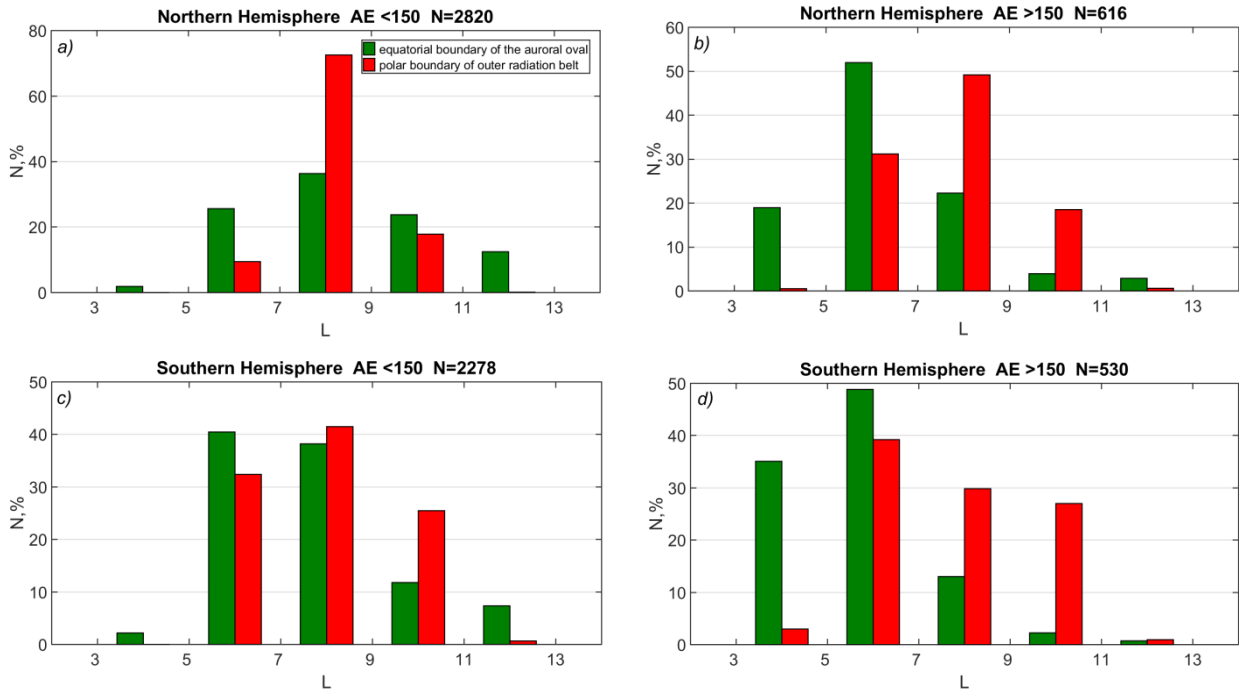 Northern Hemisphere AE <150 N=2820
a)
equatorial boundary of the auroral oval
polar boundary of outer radiation belt
N,%
80
60
40
20
0
3 5 7 9 11 13
L
Northern Hemisphere AE >150 N=616
b)
N,%
60
50
40
30
20
10
0
3 5 7 9 11 13
L
Southern Hemisphere AE <150 N=2278
c)
N,%
50
40
30
20
10
0
3 5 7 9 11 13
L
Southern Hemisphere AE >150 N=530
d)
N,%
50
40
30
20
10
0
3 5 7 9 11 13
L